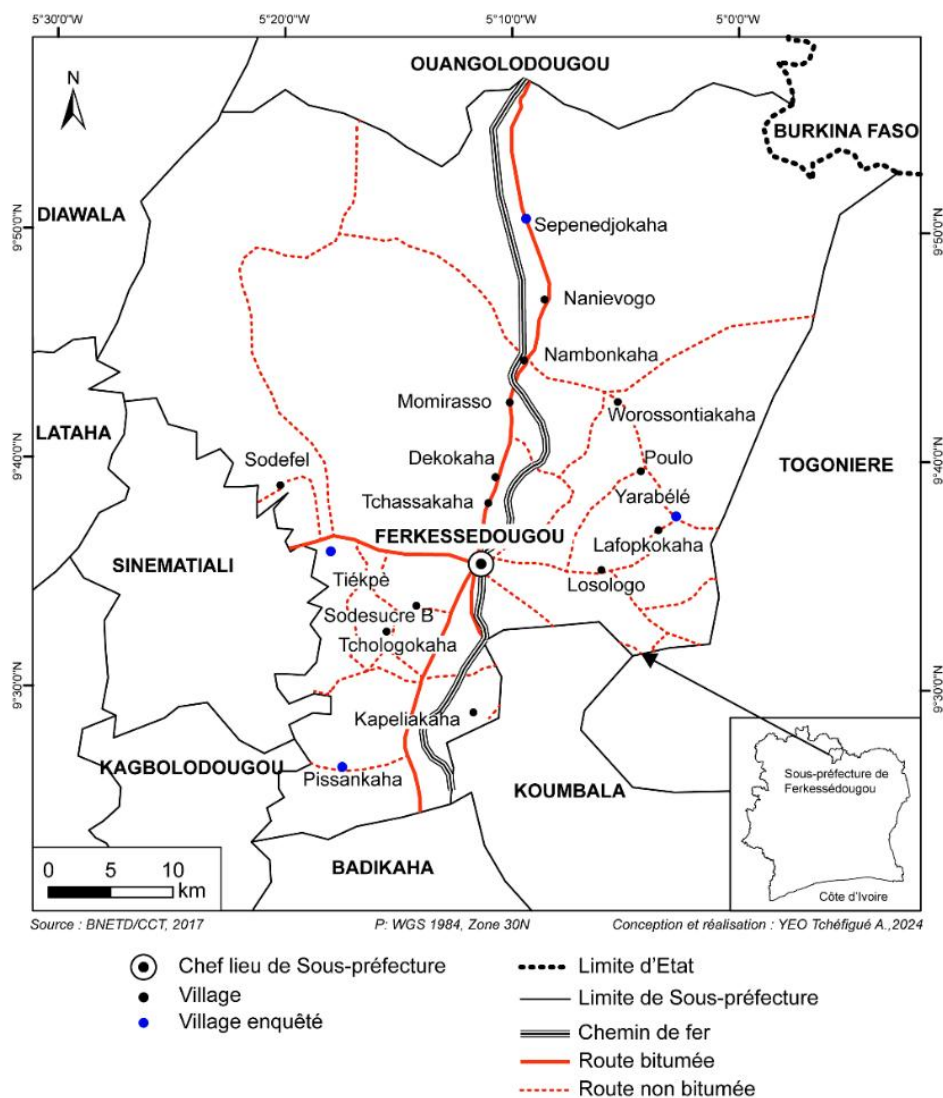 5°30'0"W
5°20'0"W
5°10'0"W
5°0'0"W
N
OUANGOLODOUGOU
BURKINA FASO
DIAWALA
9°50'0"N
9°50'0"N
Sepenedjokaha
Nanievogo
Nambonkaha
Momirasso
Worossontiakaha
LATAHA
Sodefel
Dekokaha
Poulo
TOGONIERE
9°40'0"N
9°40'0"N
Tchassakaha
Yarabélé
FERKESSEDOUGOU
Lafopkokaha
SINEMATIALI
Tiékpè
Losologo
Sodesucre B
Tchologokaha
9°30'0"N
9°30'0"N
Kapeliakaha
KAGBOLODOUGOU
Pissankaha
KOUMBALA
Sous-préfecture de
Ferkessédougou
BADIKAHA
Côte d'Ivoire
0 5 10
km
Source : BNETD/CCT, 2017
P: WGS 1984, Zone 30N
Conception et réalisation : YEO Tchéfigué A.,2024
Chef lieu de Sous-préfecture
Village
Village enquêté
Limite d'Etat
Limite de Sous-préfecture
Chemin de fer
Route bitumée
Route non bitumée